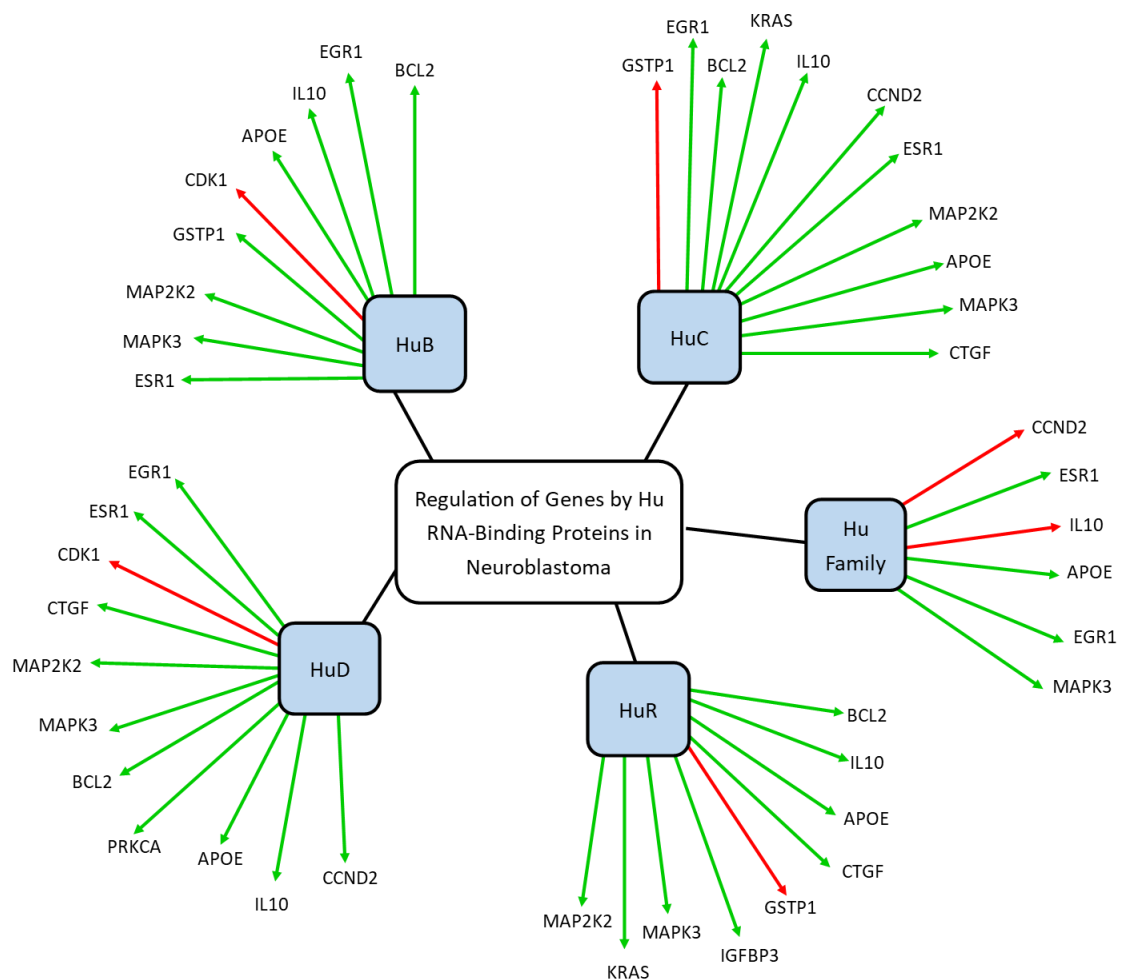 EGR1
BCL2
IL10
APOE
CDK1
GSTP1
MAP2K2
MAPK3
ESR1
HuB
GSTP1
EGR1
BCL2
KRAS
IL10
CCND2
ESR1
MAP2K2
APOE
MAPK3
CTGF
HuC
Regulation of Genes by Hu
RNA-Binding Proteins in
Neuroblastoma
Hu
Family
CCND2
ESR1
IL10
APOE
EGR1
MAPK3
EGR1
ESR1
CDK1
CTGF
MAP2K2
MAPK3
BCL2
PRKCA
APOE
IL10
CCND2
HuD
HuR
BCL2
IL10
APOE
CTGF
GSTP1
IGFBP3
MAPK3
KRAS
MAP2K2